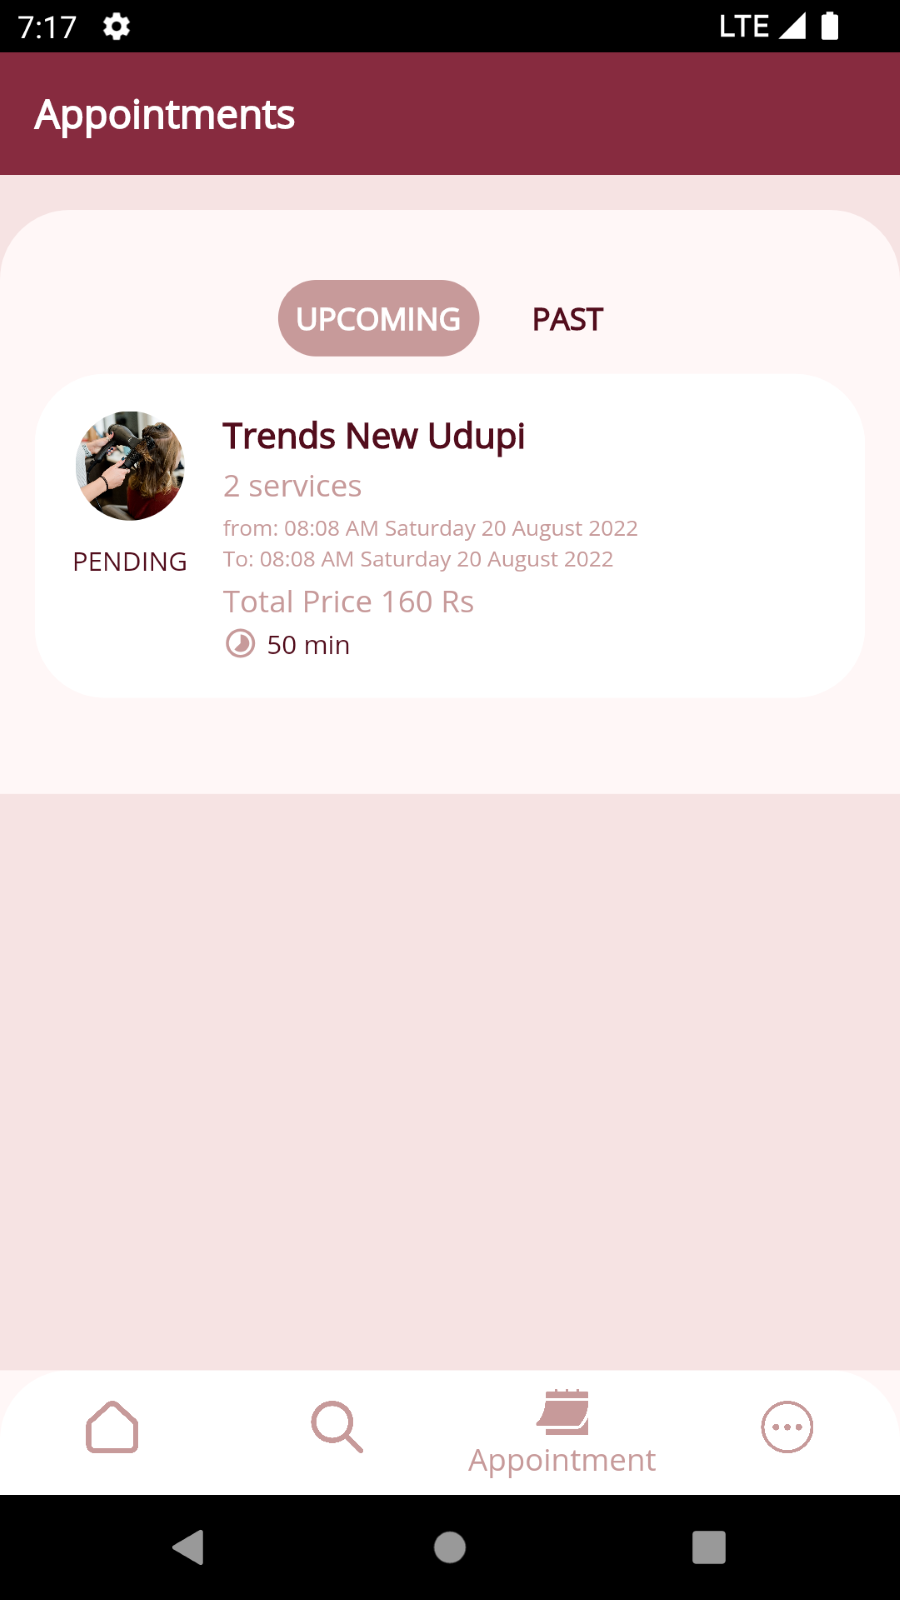 7:17 LTE
Appointments
UPCOMING PAST
Trends New Udupi
2 services
from: 08:08 AM Saturday 20 August 2022
To: 08:08 AM Saturday 20 August 2022
PENDING
Total Price 160 Rs
50 min
Appointment